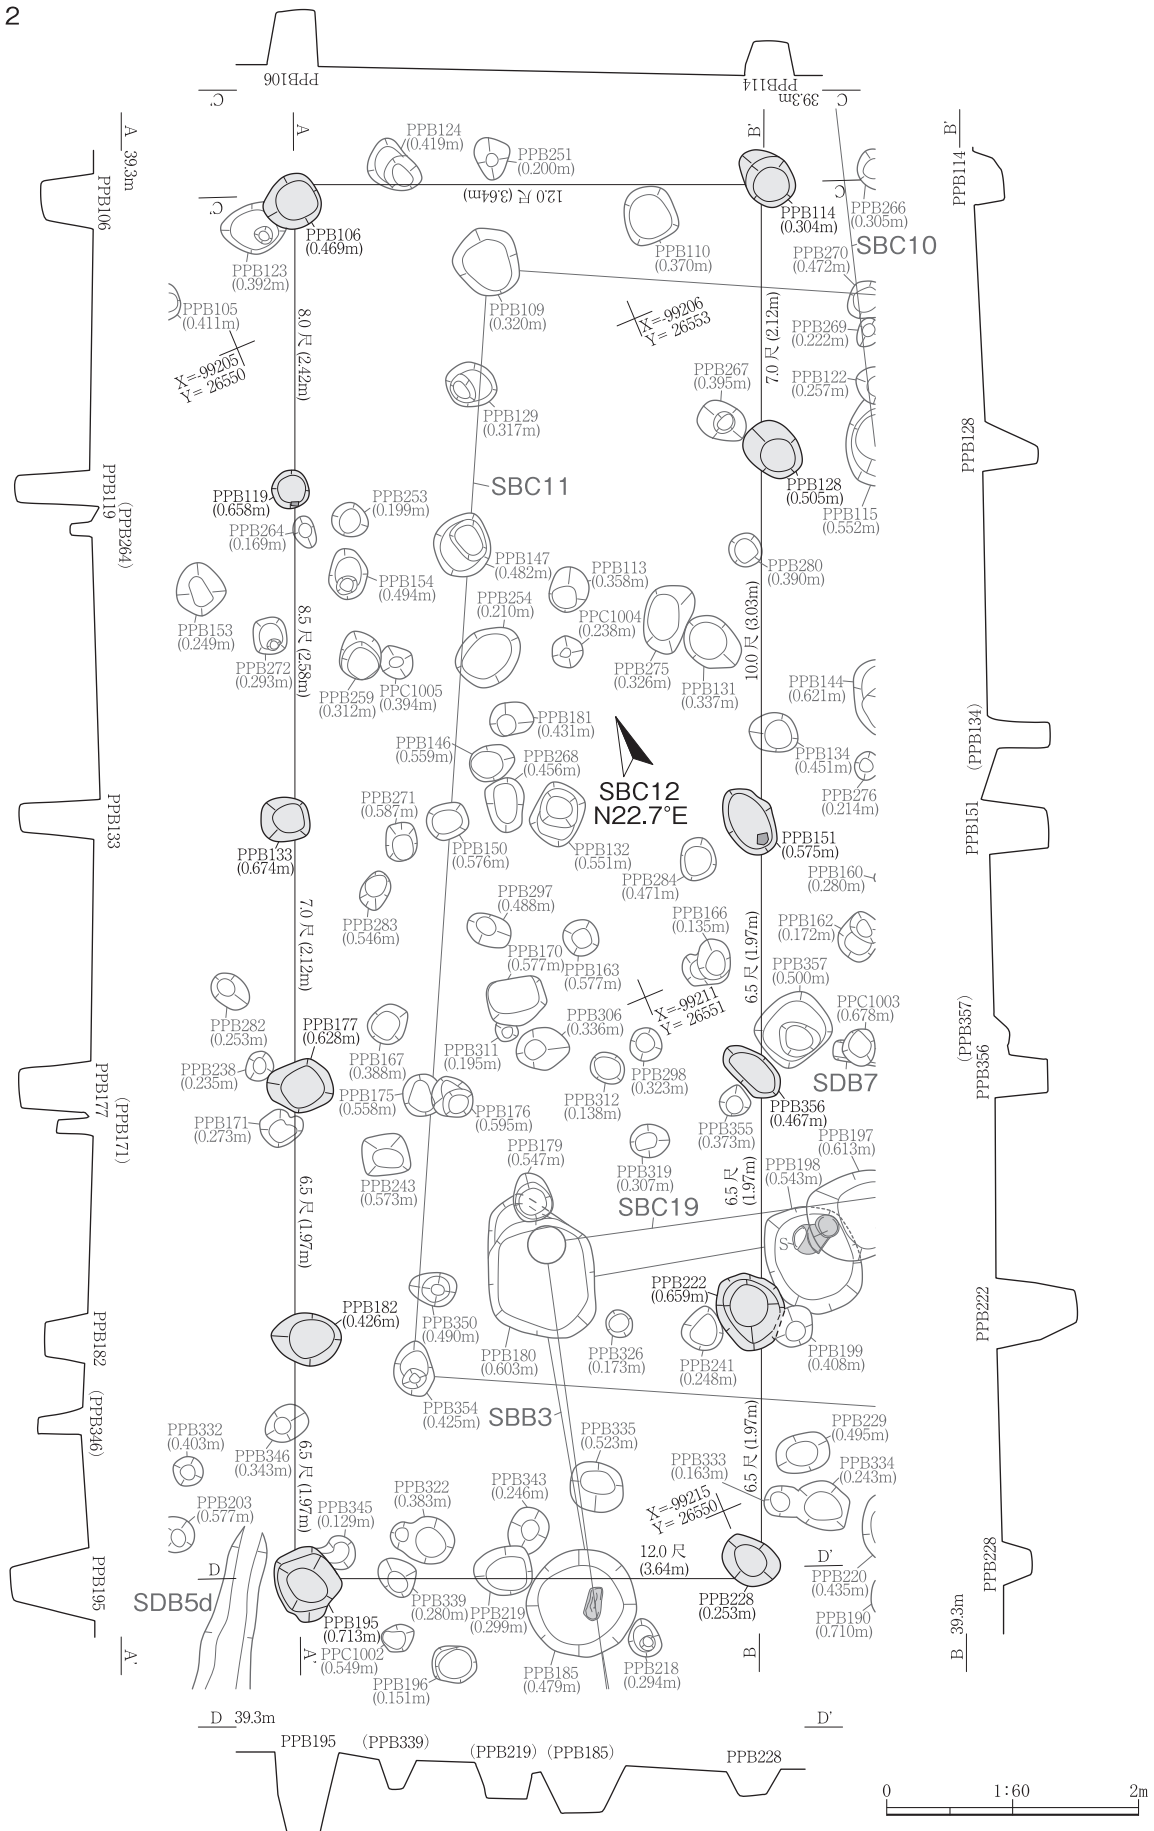 2
PPB106
PPB114
39.3m
C'
C
A
B'
A
39.3m
B'
PPB124
(0.419m)
PPB251
(0.200m)
12.0 尺 (3.64m)
C'
C
PPB106
PPB106
(0.469m)
PPB123
(0.392m)
PPB114
(0.304m)
PPB266
(0.305m)
PPB114
SBC10
PPB110
(0.370m)
PPB270
(0.472m)
PPB105
(0.411m)
PPB109
(0.320m)
X=-99206
Y= 26553
X=-99205
Y= 26550
8.0 尺 (2.42m)
7.0 尺 (2.12m)
PPB269
(0.222m)
PPB267
(0.395m)
PPB122
(0.257m)
PPB129
(0.317m)
PPB128
SBC11
PPB128
(0.505m)
PPB115
(0.552m)
PPB119
(PPB264)
PPB119
(0.658m)
PPB253
(0.199m)
PPB264
(0.169m)
PPB147
(0.482m)
PPB154
(0.494m)
PPB113
(0.358m)
PPB280
(0.390m)
PPB254
(0.210m)
PPC1004
(0.238m)
PPB153
(0.249m)
8.5 尺 (2.58m)
10.0 尺 (3.03m)
PPB272
(0.293m)
PPB259
(0.312m)
PPC1005
(0.394m)
PPB275
(0.326m)
PPB131
(0.337m)
PPB144
(0.621m)
PPB181
(0.431m)
PPB146
(0.559m)
PPB268
(0.456m)
PPB134
(0.451m)
(PPB134)
SBC12
N22.7°E
PPB276
(0.214m)
PPB271
(0.587m)
PPB133
PPB133
(0.674m)
PPB150
(0.576m)
PPB132
(0.551m)
PPB151
(0.575m)
PPB151
PPB284
(0.471m)
PPB160
(0.280m)
PPB283
(0.546m)
PPB297
(0.488m)
7.0 尺 (2.12m)
PPB166
(0.135m)
6.5 尺 (1.97m)
PPB162
(0.172m)
PPB170
(0.577m)
PPB163
(0.577m)
PPB357
(0.500m)
X=-99211
Y= 26551
PPC1003
(0.678m)
PPB282
(0.253m)
PPB177
(0.628m)
PPB167
(0.388m)
PPB306
(0.336m)
PPB311
(0.195m)
(PPB357)
PPB356
PPB238
(0.235m)
PPB298
(0.323m)
SDB7
PPB177
(PPB171)
PPB175
(0.558m)
PPB176
(0.595m)
PPB312
(0.138m)
PPB356
(0.467m)
PPB171
(0.273m)
PPB355
(0.373m)
PPB179
(0.547m)
PPB319
(0.307m)
PPB197
(0.613m)
PPB198
(0.543m)
PPB243
(0.573m)
6.5 尺 (1.97m)
6.5 尺
(1.97m)
SBC19
S
PPB182
PPB182
(0.426m)
PPB350
(0.490m)
PPB222
(0.659m)
PPB222
PPB180
(0.603m)
PPB326
(0.173m)
PPB241
(0.248m)
PPB199
(0.408m)
PPB354
(0.425m)
SBB3
(PPB346)
PPB332
(0.403m)
PPB346
(0.343m)
6.5 尺 (1.97m)
PPB335
(0.523m)
6.5 尺 (1.97m)
PPB229
(0.495m)
PPB333
(0.163m)
PPB334
(0.243m)
PPB203
(0.577m)
PPB345
(0.129m)
PPB322
(0.383m)
PPB343
(0.246m)
X=-99215
Y= 26550
12.0 尺
(3.64m)
PPB195
D
D'
SDB5d
PPB195
(0.713m)
PPB339
(0.280m)
PPB219
(0.299m)
PPB228
(0.253m)
PPB220
(0.435m)
PPB190
(0.710m)
PPB228
PPC1002
(0.549m)
PPB196
(0.151m)
PPB185
(0.479m)
PPB218
(0.294m)
A'
A'
B
B
39.3m
D
39.3m
D'
PPB195
(PPB339)
(PPB219)
(PPB185)
PPB228
0
1:60
2m